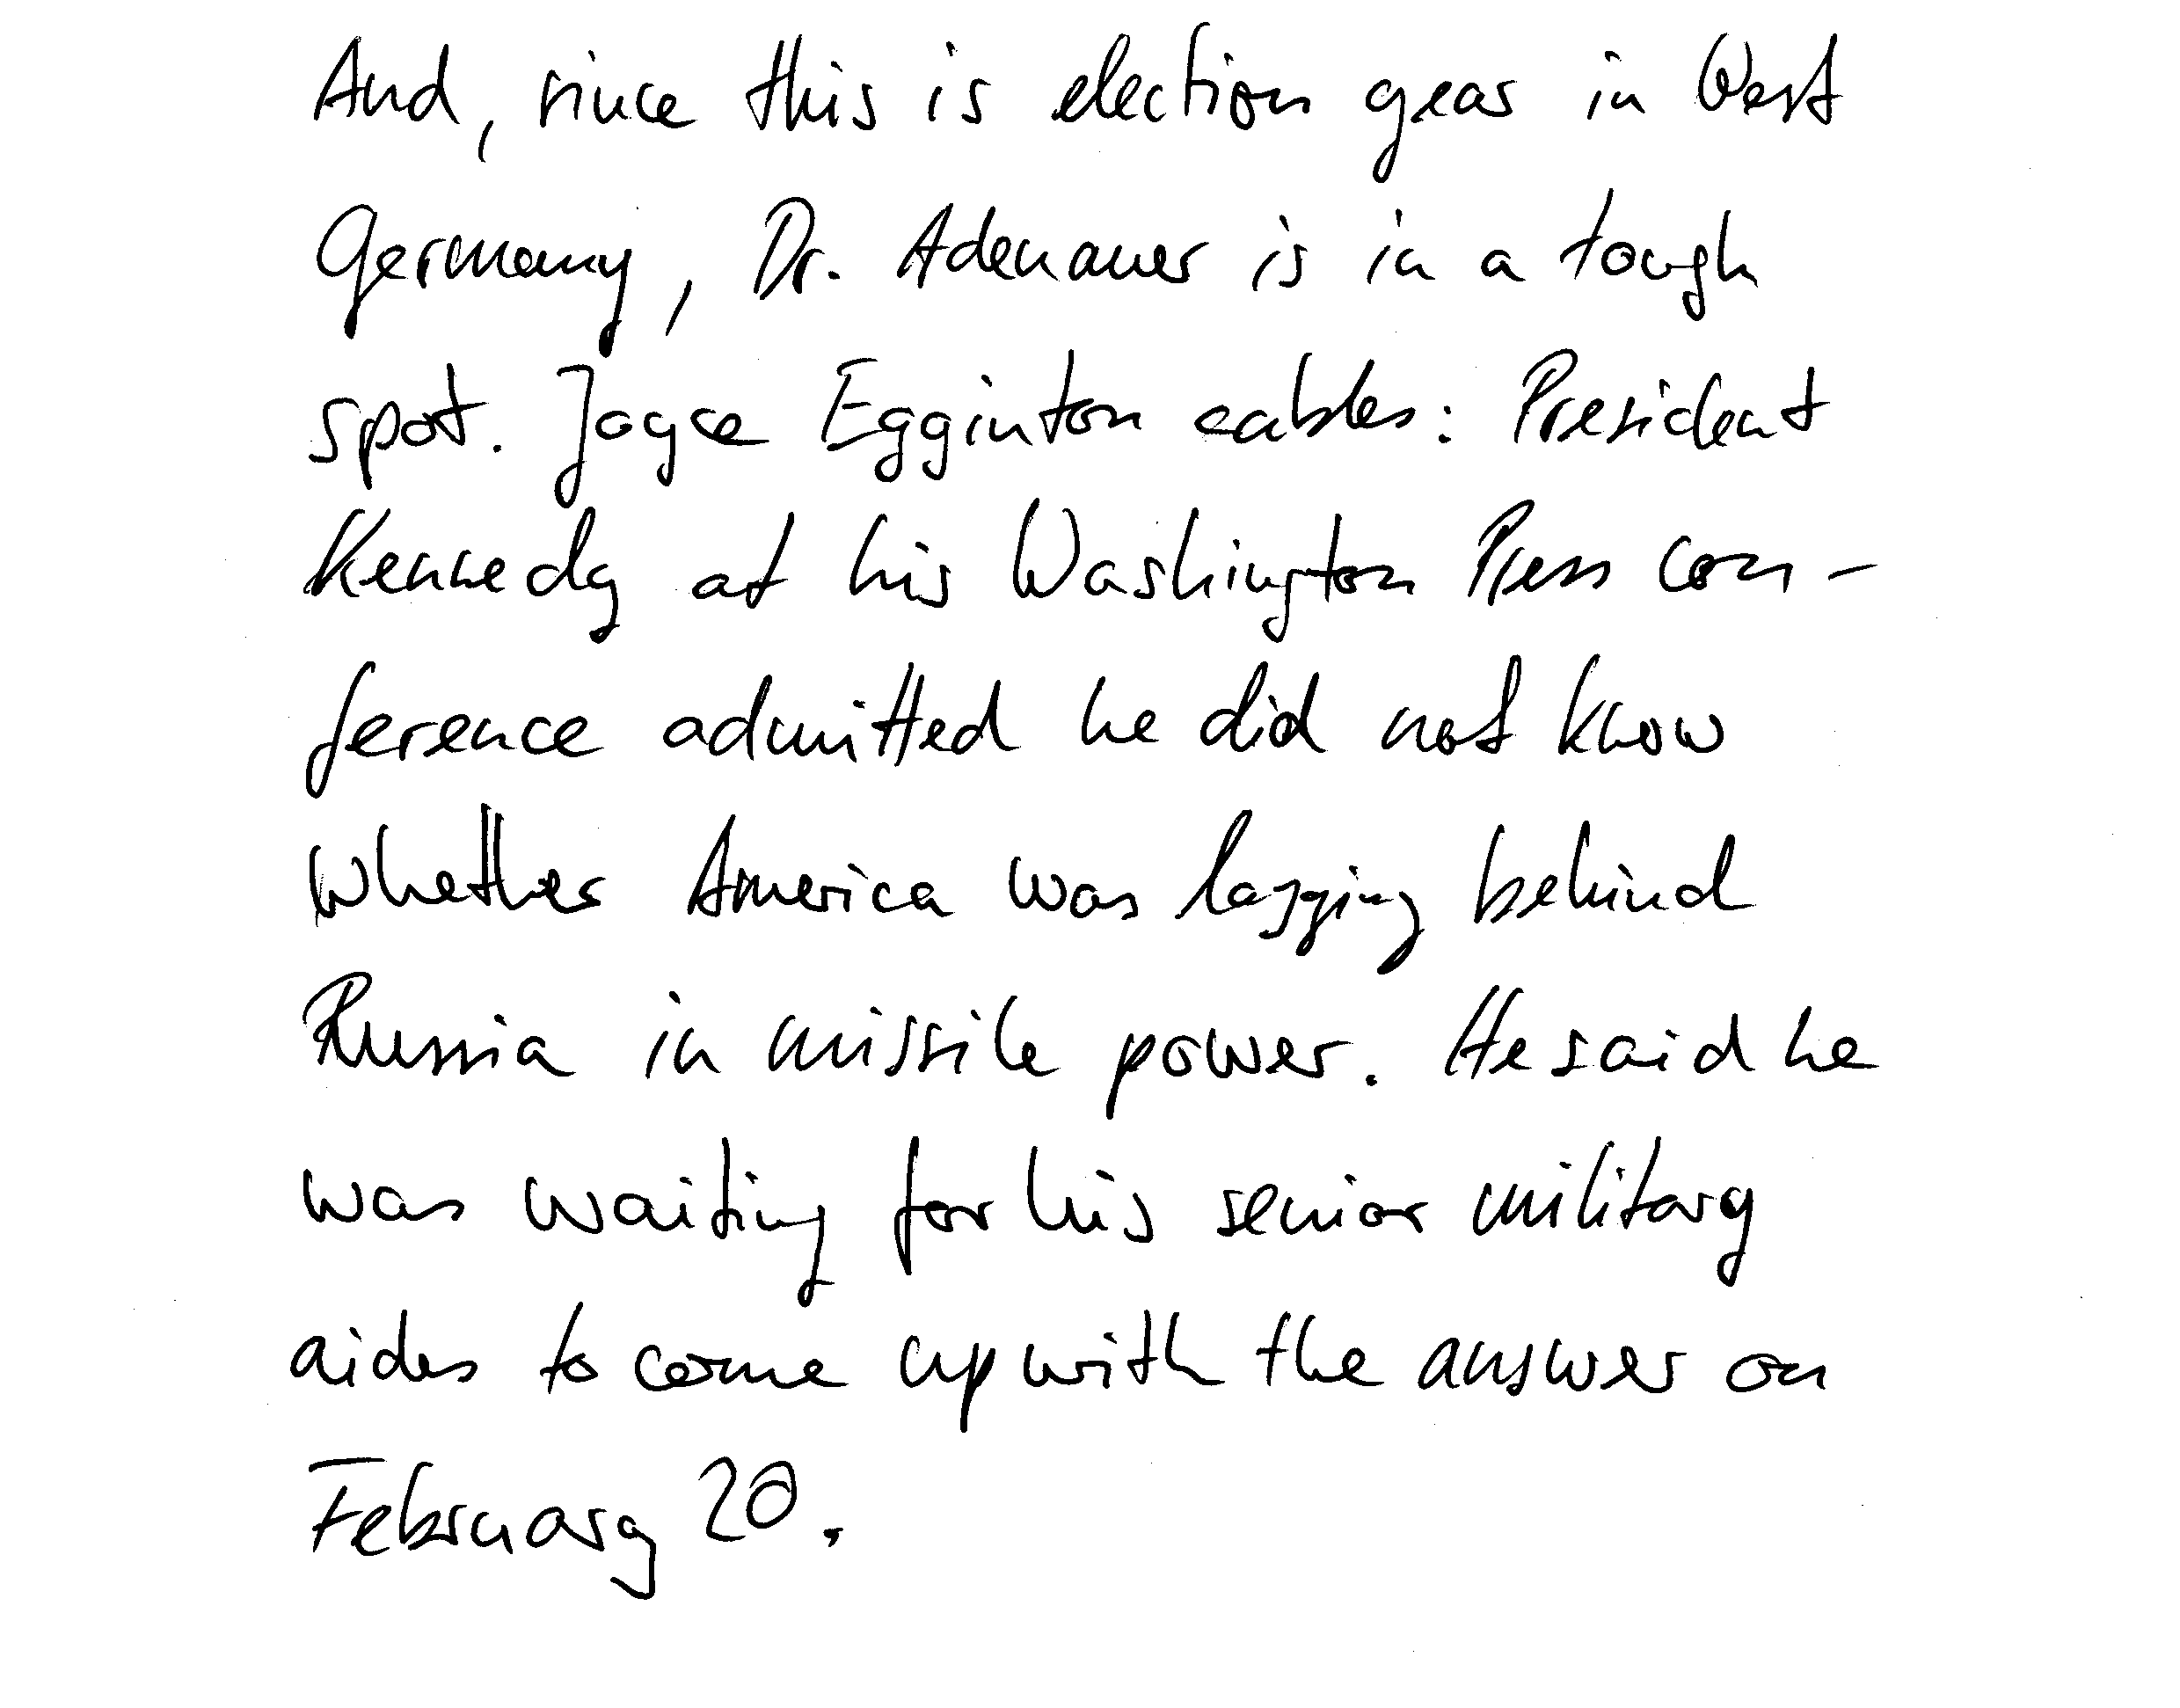 And, since this is election year in West
Germany, Dr. Adenauer is in a tough
spot. Joyce Egginton cables: President
Kennedy at his Washington Press con-
ference admitted he did not know
whether America was lagging behind
Russia in missile power. He said he
was waiting for his senior military
aides to come up with the answer on
February 20.